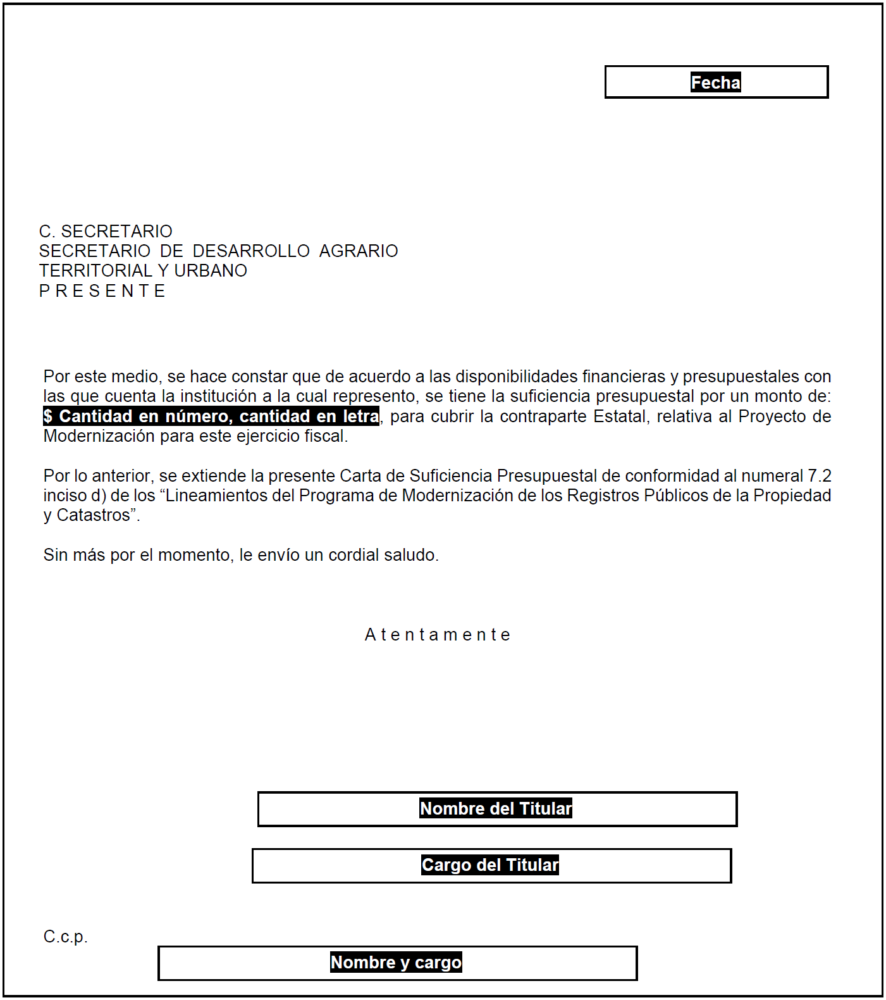 Fecha
C. SECRETARIO
SECRETARIO DE DESARROLLO AGRARIO
TERRITORIAL Y URBANO
P R E S E N T E
Por este medio, se hace constar que de acuerdo a las disponibilidades financieras y presupuestales con
las que cuenta la institución a la cual represento, se tiene la suficiencia presupuestal por un monto de:
$ Cantidad en número, cantidad en letra, para cubrir la contraparte Estatal, relativa al Proyecto de
Modernización para este ejercicio fiscal.
Por lo anterior, se extiende la presente Carta de Suficiencia Presupuestal de conformidad al numeral 7.2
inciso d) de los “Lineamientos del Programa de Modernización de los Registros Públicos de la Propiedad
y Catastros”.
Sin más por el momento, le envío un cordial saludo.
A t e n t a m e n t e
Nombre del Titular
Cargo del Titular
C.c.p.
Nombre y cargo